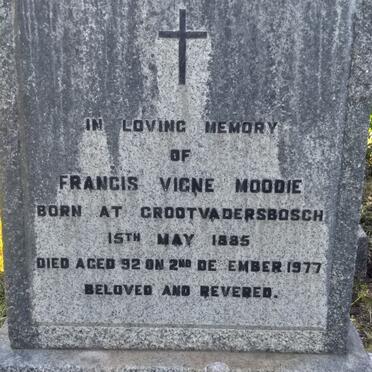 IN LOVING MEMORY
OF
FRANCIS VIGNE MOODIE
BORN AT GROOTVADERSBOSCH
15TH MAY 1885
DIED AGED 92 ON 2ND DE EMBER 1977
BELOVED AND REVERED.